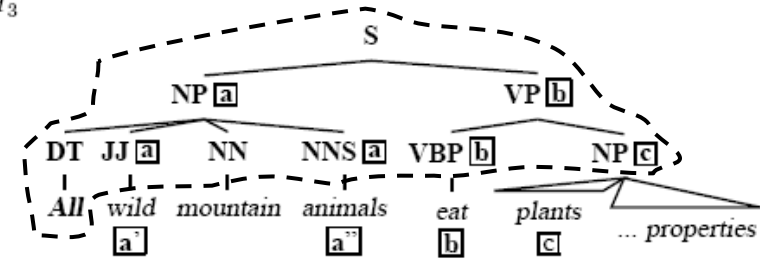 S
NP a VP b
DT JJ a NN NNS a VBP b NP c
All wild mountain animals eat plants ... properties
a' a'' b c